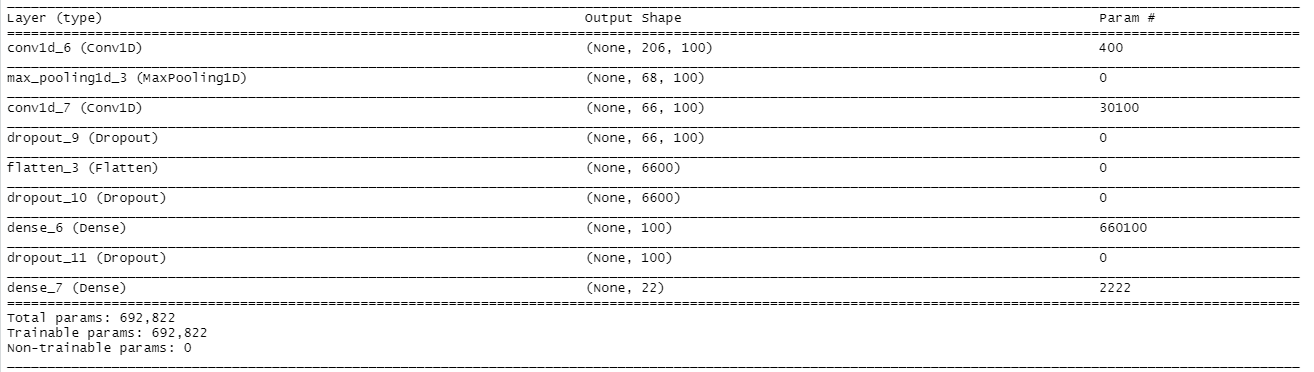 Layer (type) Output Shape Param #
conv1d_6 (Conv1D) (None, 206, 100) 400
max_pooling1d_3 (MaxPooling1D) (None, 68, 100) 0
conv1d_7 (Conv1D) (None, 66, 100) 30100
dropout_9 (Dropout) (None, 66, 100) 0
flatten_3 (Flatten) (None, 6600) 0
dropout_10 (Dropout) (None, 6600) 0
dense_6 (Dense) (None, 100) 660100
dropout_11 (Dropout) (None, 100) 0
dense_7 (Dense) (None, 22) 2222
Total params: 692,822
Trainable params: 692,822
Non-trainable params: 0